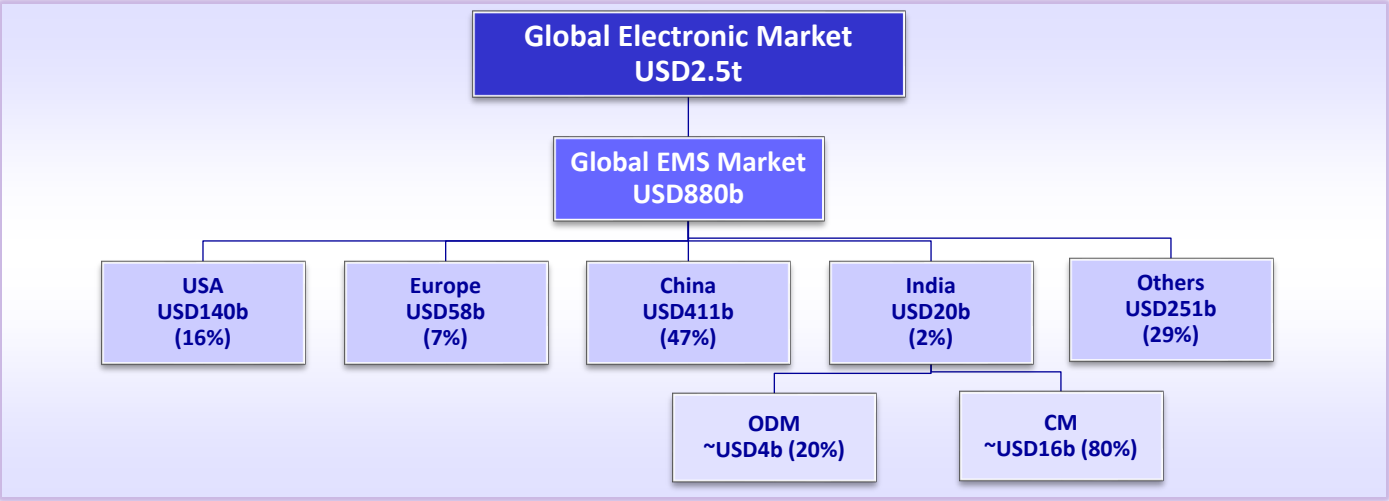 Global Electronic Market
USD2.5t
Global EMS Market
USD880b
USA
USD140b
(16%)
Europe
USD58b
(7%)
China
USD411b
(47%)
India
USD20b
(2%)
Others
USD251b
(29%)
ODM
~USD4b (20%)
CM
~USD16b (80%)